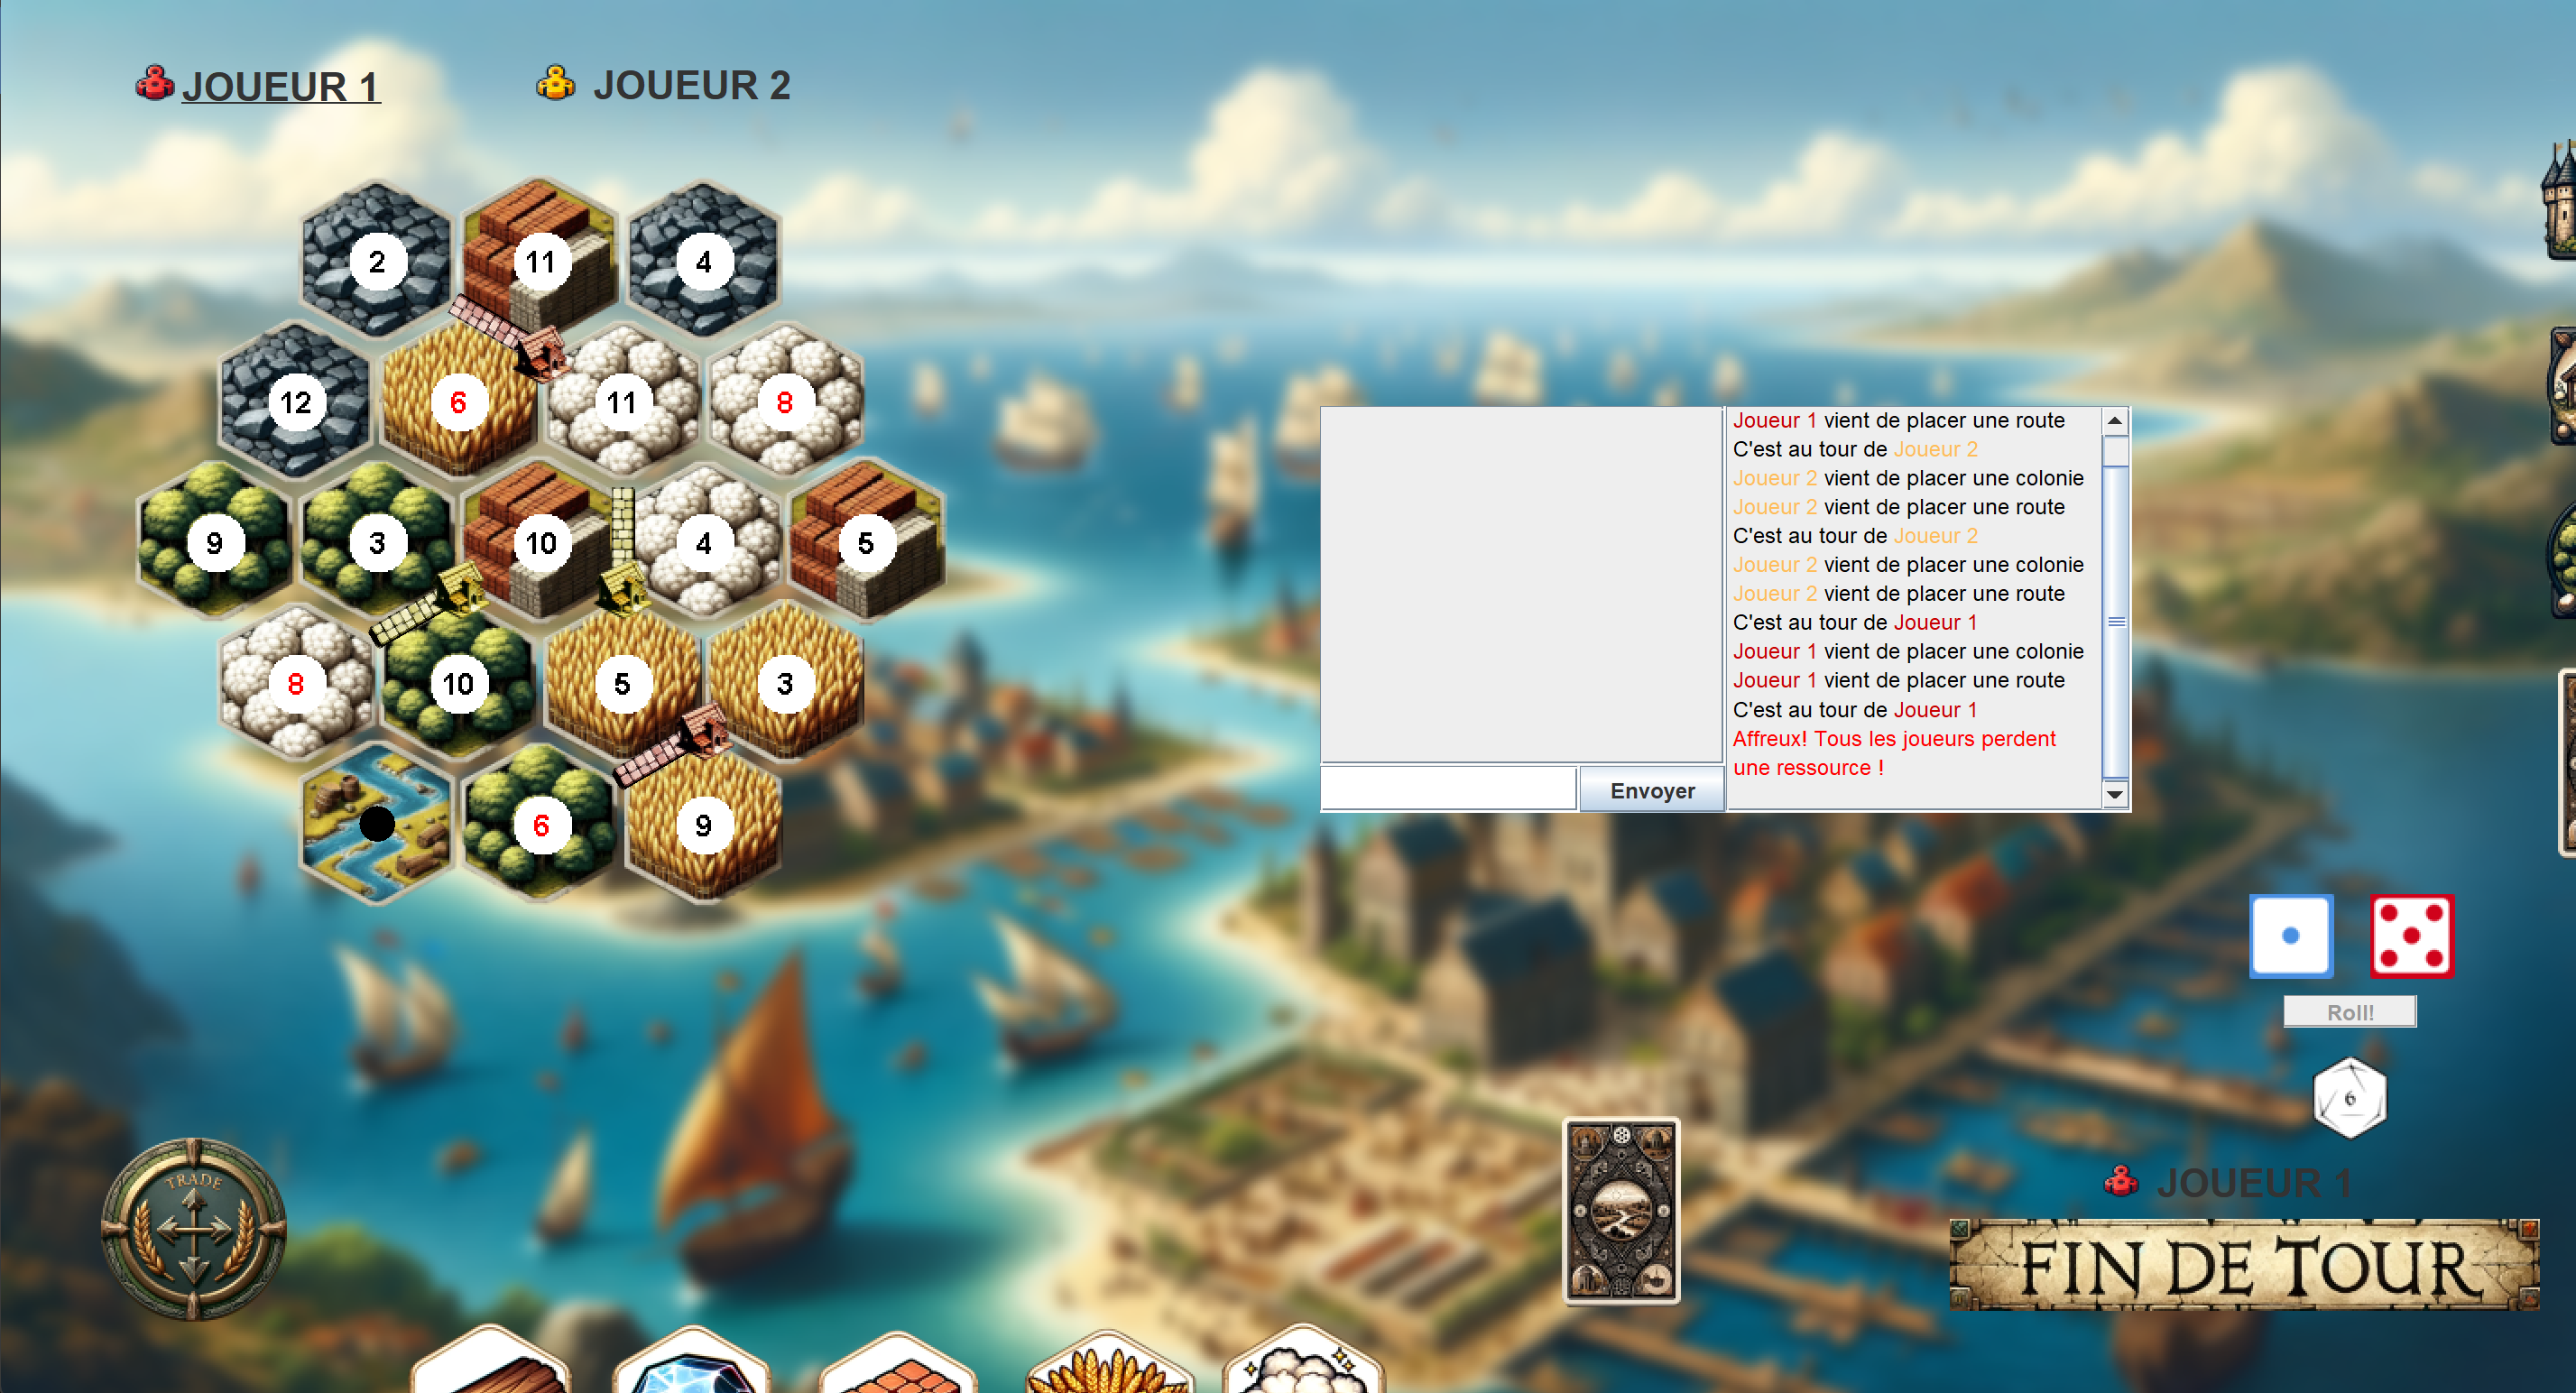 JOUEUR 1
JOUEUR 2
2
11
4
12
6
11
8
9
3
10
4
5
8
10
5
3
6
9
Joueur 1 vient de placer une route
C'est au tour de Joueur 2
Joueur 2 vient de placer une colonie
Joueur 2 vient de placer une route
C'est au tour de Joueur 2
Joueur 2 vient de placer une colonie
Joueur 2 vient de placer une route
C'est au tour de Joueur 1
Joueur 1 vient de placer une colonie
Joueur 1 vient de placer une route
C'est au tour de Joueur 1
Affreux! Tous les joueurs perdent
une ressource !
Envoyer
Roll!
6
TRADE
JOUEUR 1
FIN DE TOUR